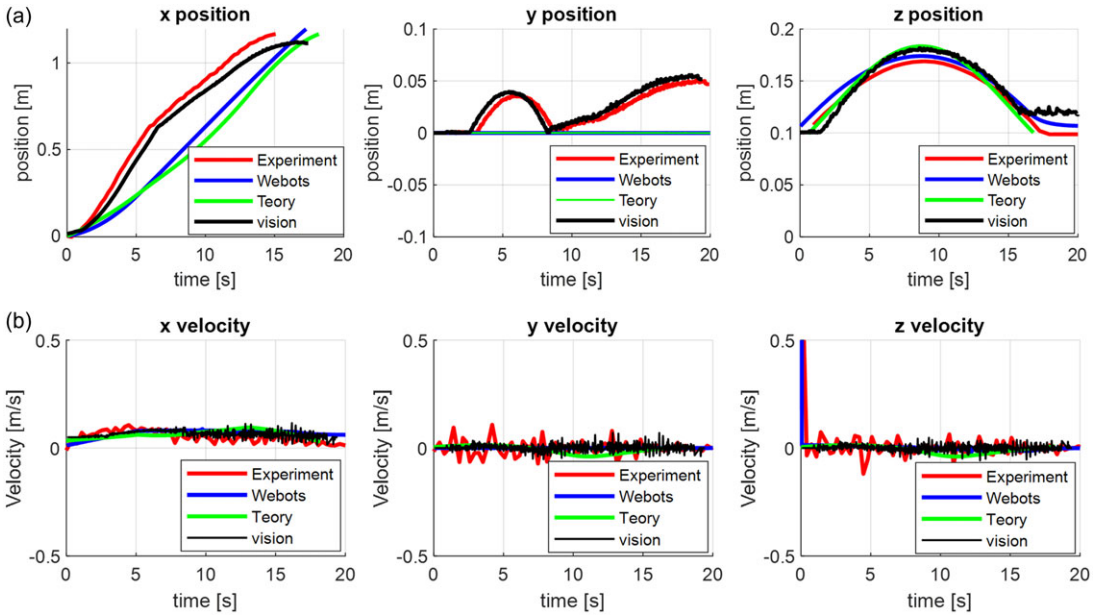 (a)
x position
y position
z position
position [m]
1
0.5
0
0 5 10 15 20
time [s]
Experiment
Webots
Teory
vision
position [m]
0.1
0.05
0
-0.05
-0.1
0 5 10 15 20
time [s]
Experiment
Webots
Teory
vision
position [m]
0.2
0.15
0.1
0.05
0
0 5 10 15 20
time [s]
Experiment
Webots
Teory
vision
(b)
x velocity
y velocity
z velocity
Velocity [m/s]
0.5
0
-0.5
0 5 10 15 20
time [s]
Experiment
Webots
Teory
vision
Velocity [m/s]
0.5
0
-0.5
0 5 10 15 20
time [s]
Experiment
Webots
Teory
vision
Velocity [m/s]
0.5
0
-0.5
0 5 10 15 20
time [s]
Experiment
Webots
Teory
vision